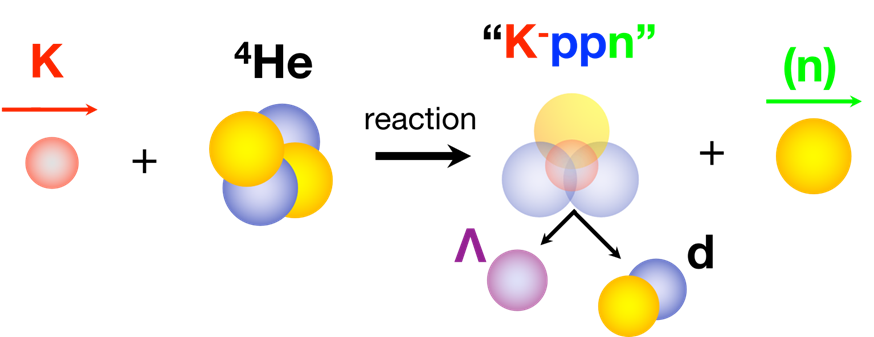 K
+
⁴He
reaction
“K⁻ppn”
Λ
d
+
(n)